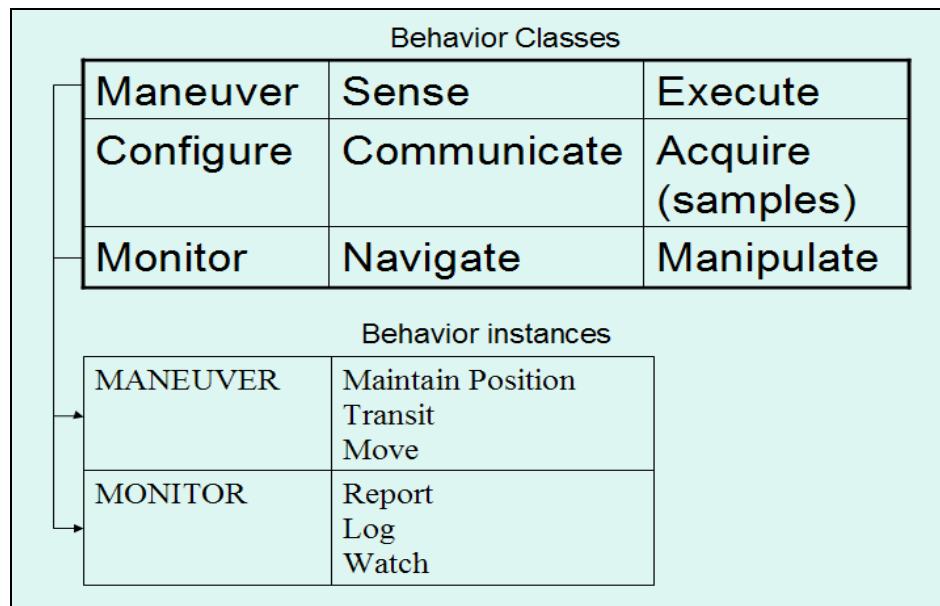 Behavior Classes
Maneuver Sense Execute
Configure Communicate Acquire
(samples)
Monitor Navigate Manipulate
Behavior instances
MANEUVER Maintain Position
Transit
Move
MONITOR Report
Log
Watch